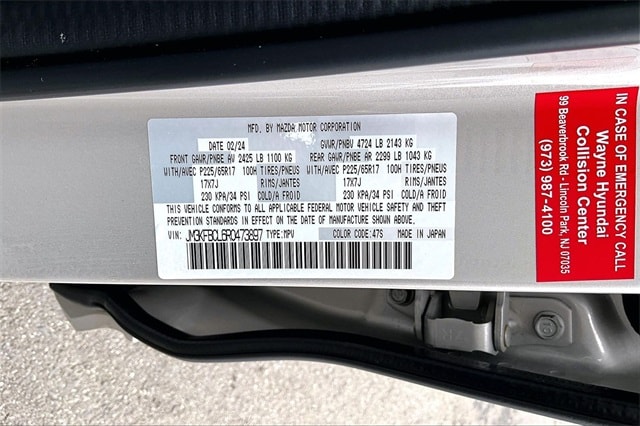 MFD. BY MAZDA MOTOR CORPORATION
DATE 02/24 GVWR/PNBV 4724 LB 2143 KG
FRONT GAWR/PNBE AV 2425 LB 1100 KG REAR GAWR/PNBE AR 2299 LB 1043 KG
WITH/AVEC P225/65R17 100H TIRES/PNEUS WITH/AVEC P225/65R17 100H TIRES/PNEUS
17X7J RIMS/JANTES 17X7J RIMS/JANTES
230 KPA/34 PSI COLD/A FROID 230 KPA/34 PSI COLD/A FROID
THIS VEHICLE CONFORMS TO ALL APPLICABLE FEDERAL MOTOR VEHICLE SAFETY AND THEFT
PREVENTION STANDARDS IN EFFECT ON THE DATE OF MANUFACTURE SHOWN ABOVE.
VIN: JM3KFBCL6R0473897 TYPE:MPV COLOR CODE:47S MADE IN JAPAN
IN CASE OF EMERGENCY CALL
Wayne Hyundai
Collision Center
99 Beaverbrook Rd - Lincoln Park, NJ 07035
(973) 987-4100